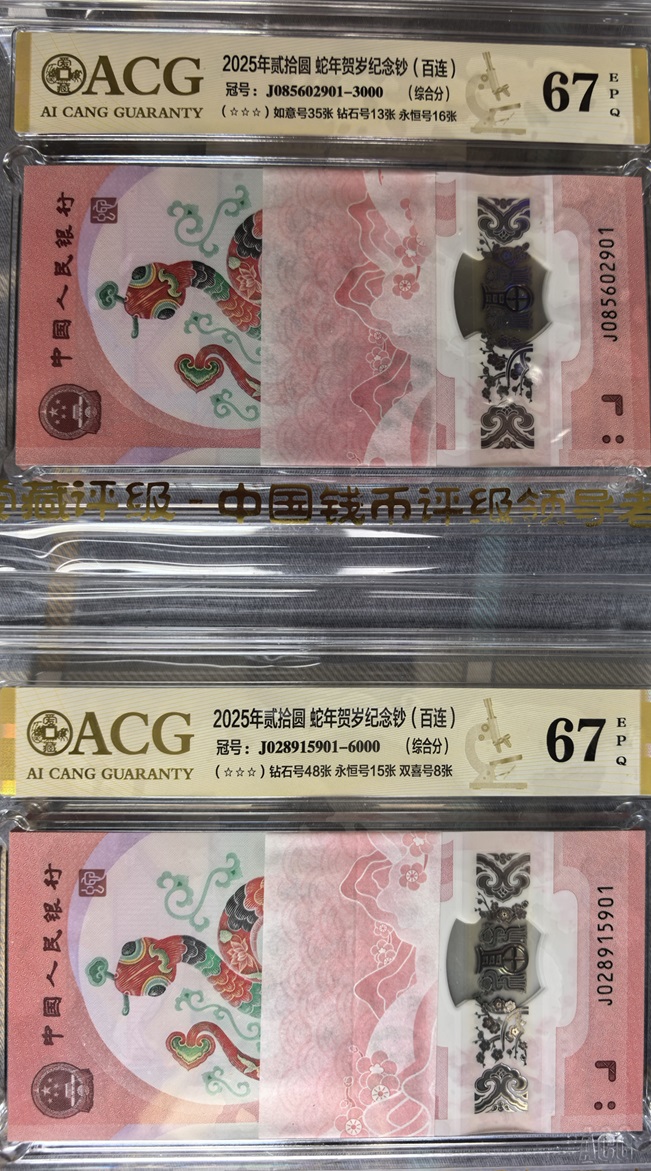 ACG
AI CANG GUARANTY
2025年贰拾圆 蛇年贺岁纪念钞（百连）
冠号：J085602901-3000 （综合分）
（☆☆☆）如意号35张 钻石号13张 永恒号16张
67
EPQ
中国人民银行
J085602901
藏评级-中国钱币评级领导者
ACG
AI CANG GUARANTY
2025年贰拾圆 蛇年贺岁纪念钞（百连）
冠号：J028915901-6000 （综合分）
（☆☆☆）钻石号48张 永恒号15张 双喜号8张
67
EPQ
中国人民银行
J028915901
ACG